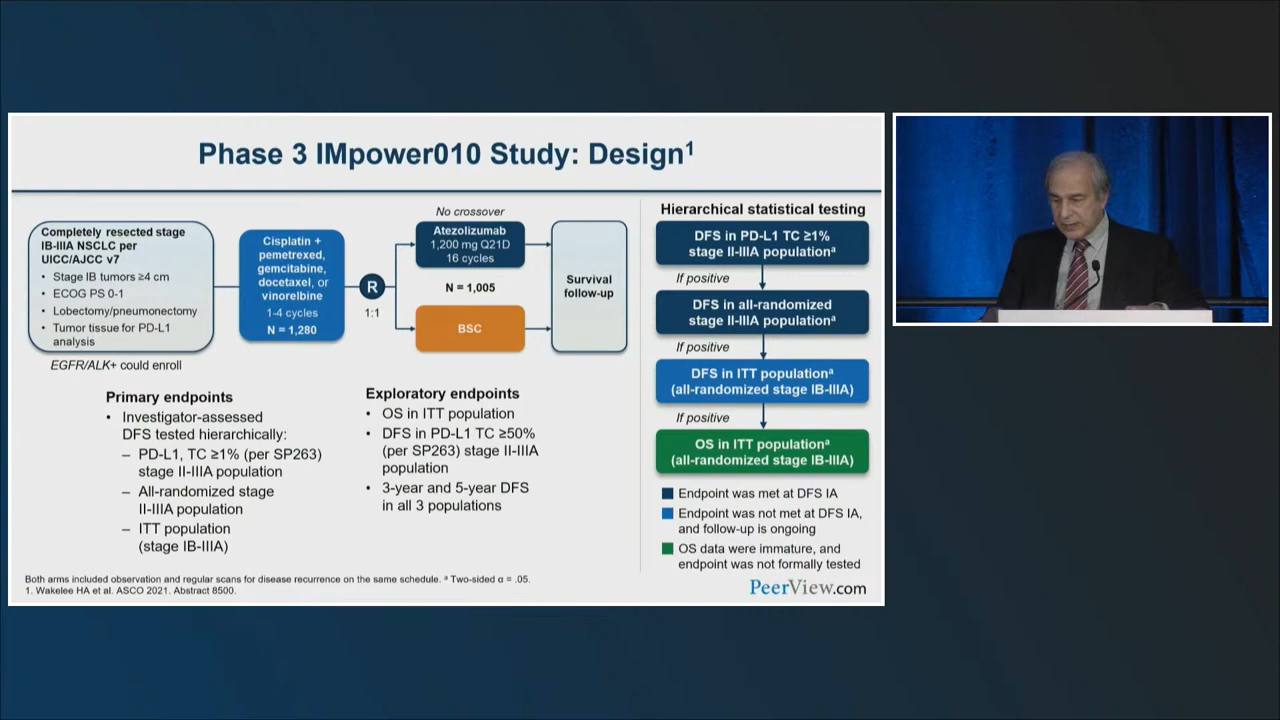 Phase 3 IMpower010 Study: Design¹
Completely resected stage
IB-IIIA NSCLC per
UICC/AJCC v7
• Stage IB tumors ≥4 cm
• ECOG PS 0-1
• Lobectomy/pneumonectomy
• Tumor tissue for PD-L1
analysis
EGFR/ALK+ could enroll
Cisplatin +
pemetrexed,
gemcitabine,
docetaxel, or
vinorelbine
1-4 cycles
N = 1,280
R
1:1
No crossover
Atezolizumab
1,200 mg Q21D
16 cycles
N = 1,005
BSC
Survival
follow-up
Primary endpoints
• Investigator-assessed
DFS tested hierarchically:
– PD-L1, TC ≥1% (per SP263)
stage II-IIIA population
– All-randomized stage
II-IIIA population
– ITT population
(stage IB-IIIA)
Exploratory endpoints
• OS in ITT population
• DFS in PD-L1 TC ≥50%
(per SP263) stage II-IIIA
population
• 3-year and 5-year DFS
in all 3 populations
Hierarchical statistical testing
DFS in PD-L1 TC ≥1%
stage II-IIIA populationª
If positive
DFS in all-randomized
stage II-IIIA populationª
If positive
DFS in ITT populationª
(all-randomized stage IB-IIIA)
If positive
OS in ITT populationª
(all-randomized stage IB-IIIA)
Endpoint was met at DFS IA
Endpoint was not met at DFS IA,
and follow-up is ongoing
OS data were immature, and
endpoint was not formally tested
Both arms included observation and regular scans for disease recurrence on the same schedule. ª Two-sided α = .05.
1. Wakelee HA et al. ASCO 2021. Abstract 8500.
PeerView.com